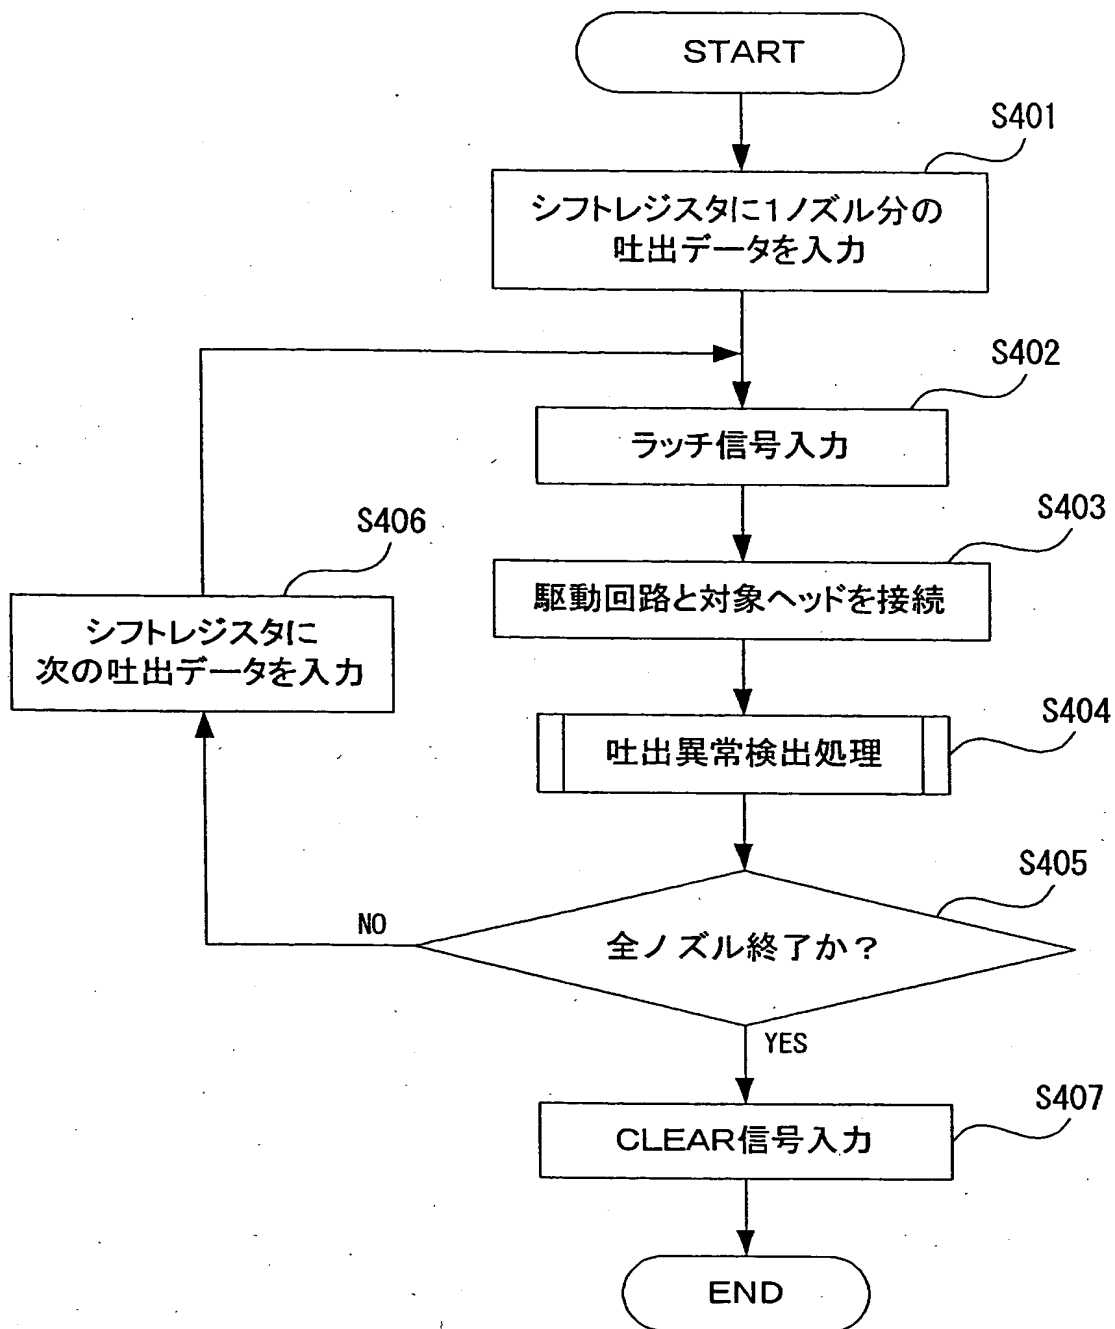 START
S401
シフトレジスタに1ノズル分の
吐出データを入力
S402
ラッチ信号入力
S403
駆動回路と対象ヘッドを接続
S406
シフトレジスタに
次の吐出データを入力
S404
吐出異常検出処理
S405
全ノズル終了か?
NO
YES
S407
CLEAR信号入力
END